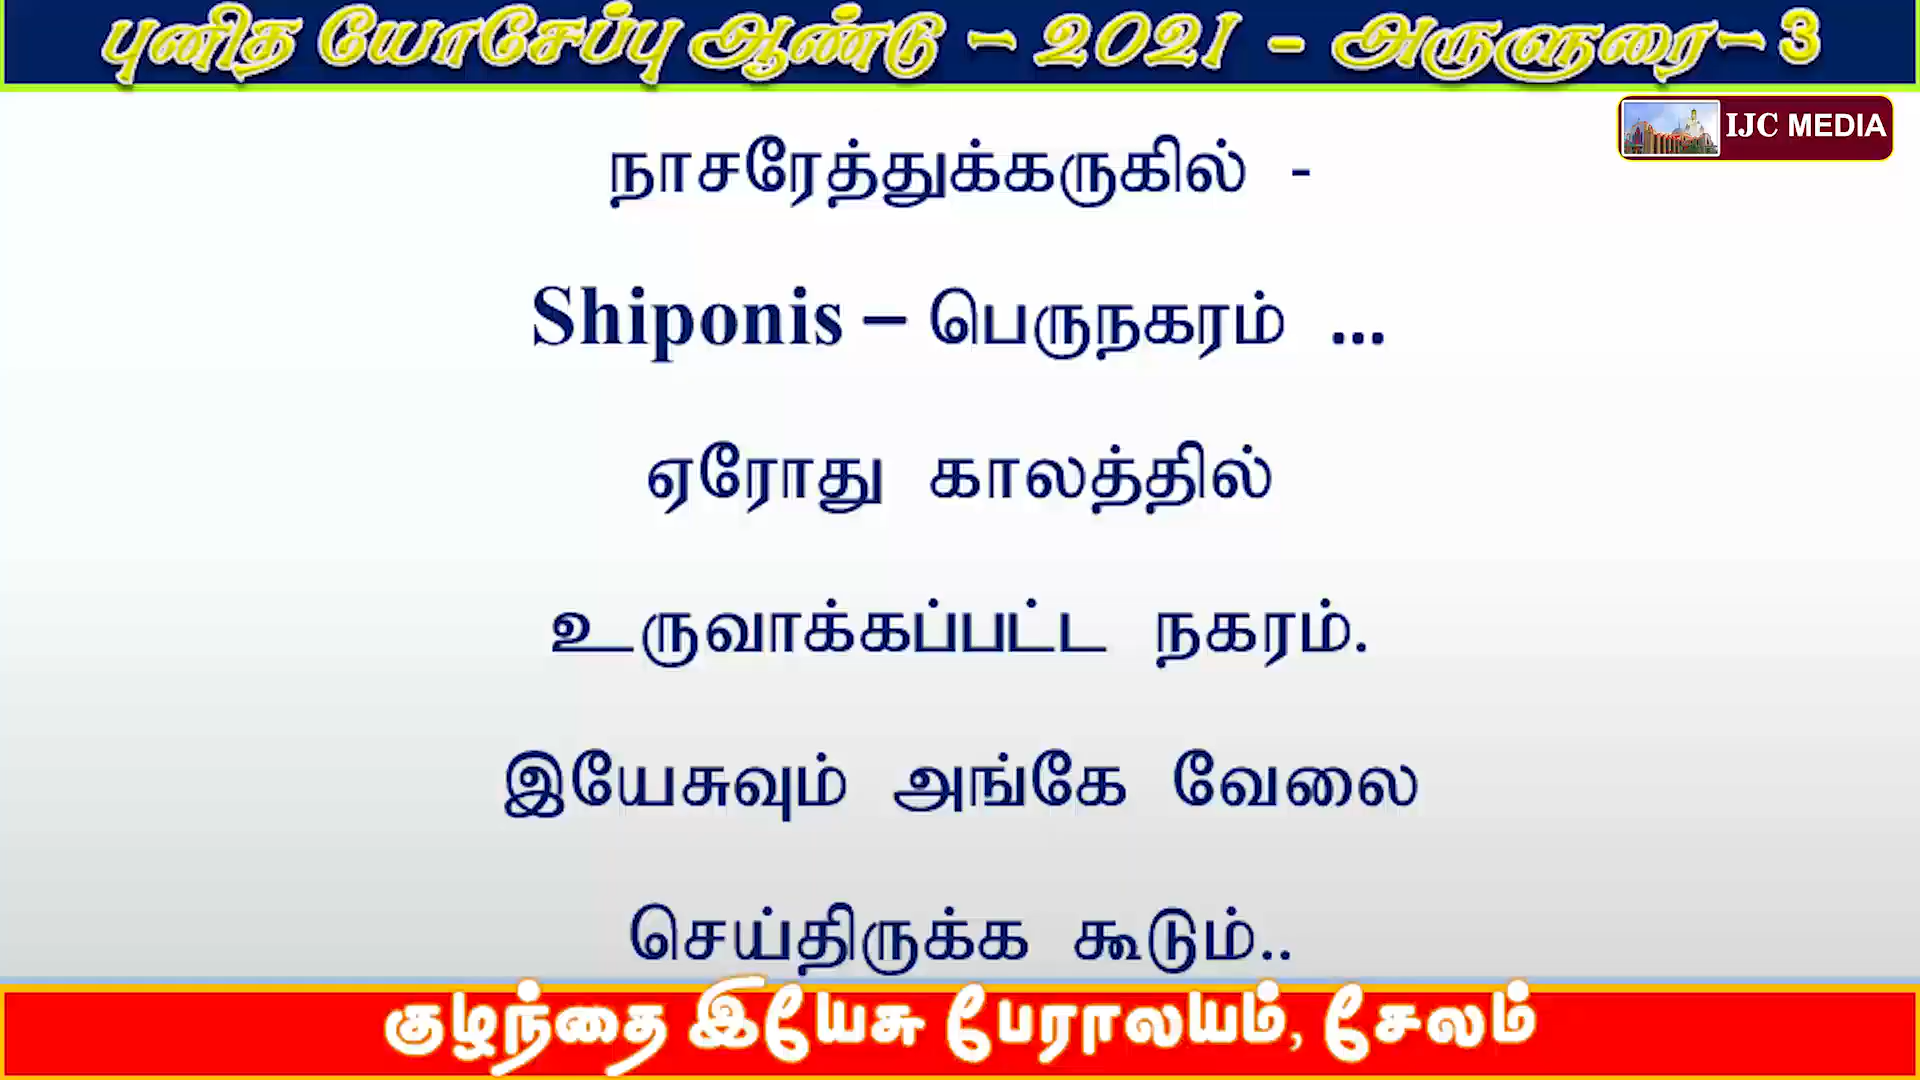 புனித யோசேப்பு ஆண்டு – 2021 - அருளுரை– 3
IJC MEDIA
நாசரேத்துக்கருகில் -
Shiponis – பெருநகரம் ...
ஏரோது காலத்தில்
உருவாக்கப்பட்ட நகரம்.
இயேசுவும் அங்கே வேலை
செய்திருக்க கூடும்..
குழந்தை இயேசு பேராலயம், சேலம்